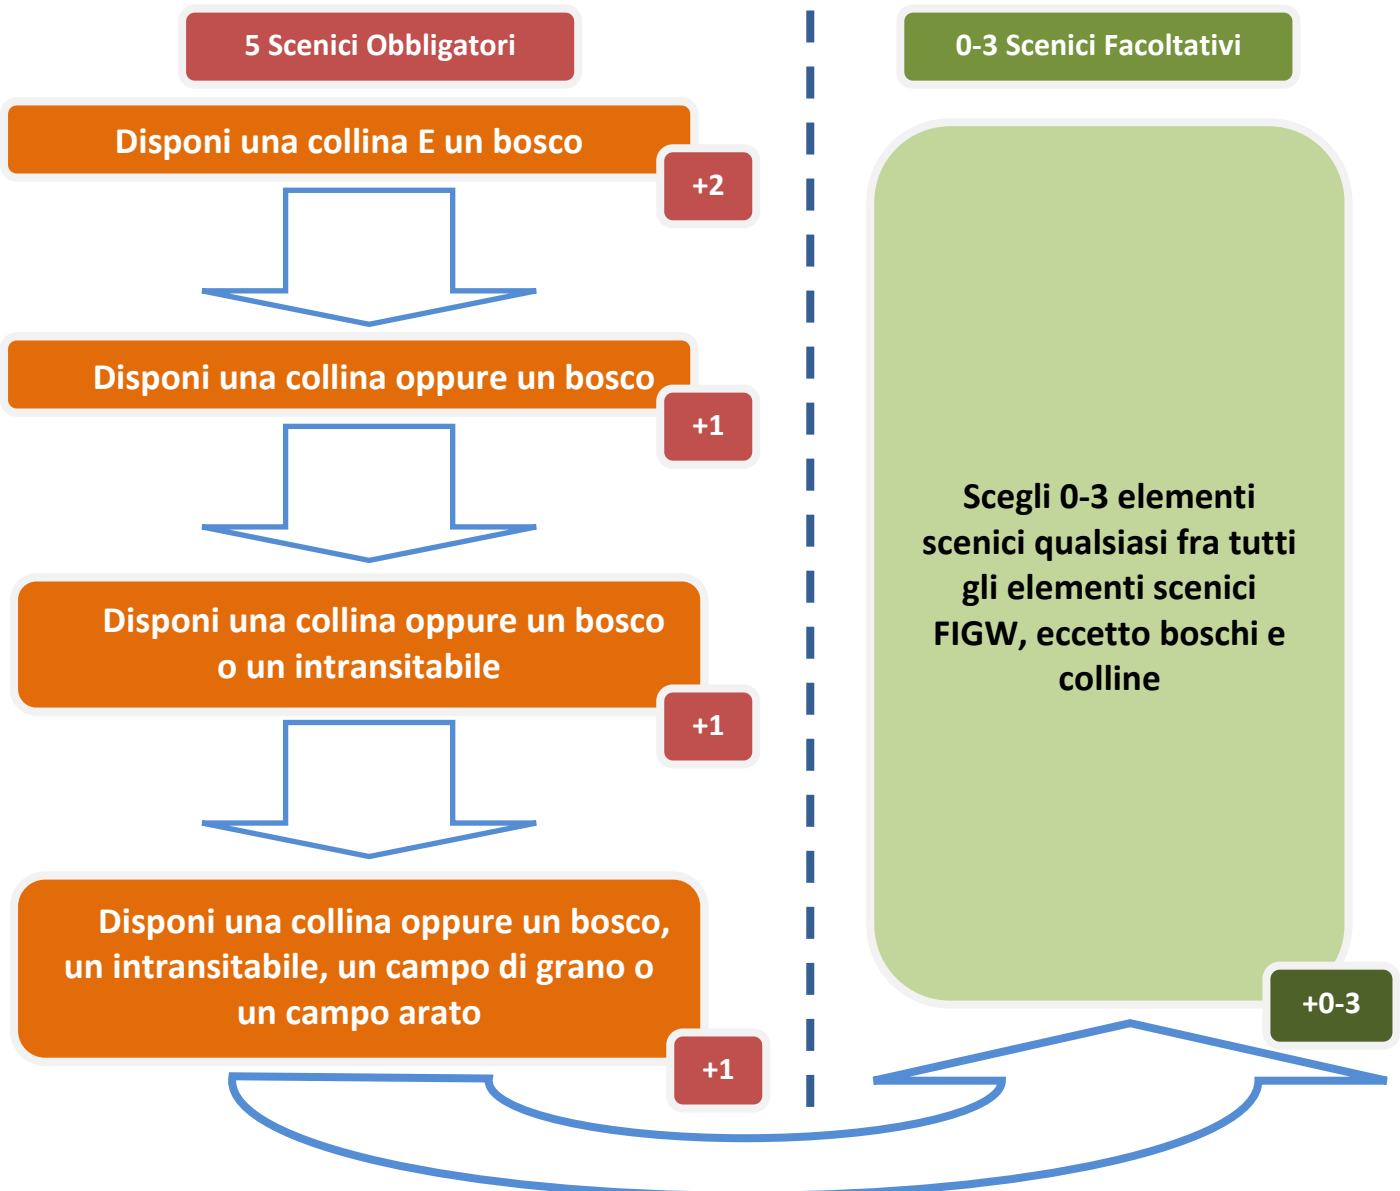 5 Scenici Obbligatori
Disponi una collina E un bosco
+2
Disponi una collina oppure un bosco
+1
Disponi una collina oppure un bosco
o un intransitabile
+1
Disponi una collina oppure un bosco,
un intransitabile, un campo di grano o
un campo arato
+1
0-3 Scenici Facoltativi
Scegli 0-3 elementi
scenici qualsiasi fra tutti
gli elementi scenici
FIGW, eccetto boschi e
colline
+0-3